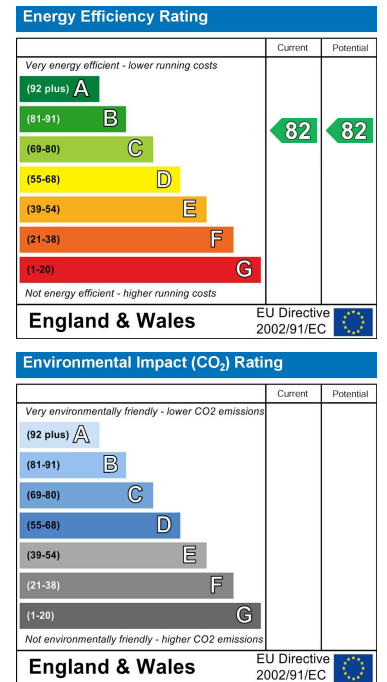 Energy Efficiency Rating
Current Potential
Very energy efficient - lower running costs
(92 plus) A
(81-91) B
82 82
(69-80) C
(55-68) D
(39-54) E
(21-38) F
(1-20) G
Not energy efficient - higher running costs
England & Wales
EU Directive
2002/91/EC
Environmental Impact (CO₂) Rating
Current Potential
Very environmentally friendly - lower CO2 emissions
(92 plus) A
(81-91) B
(69-80) C
(55-68) D
(39-54) E
(21-38) F
(1-20) G
Not environmentally friendly - higher CO2 emissions
England & Wales
EU Directive
2002/91/EC